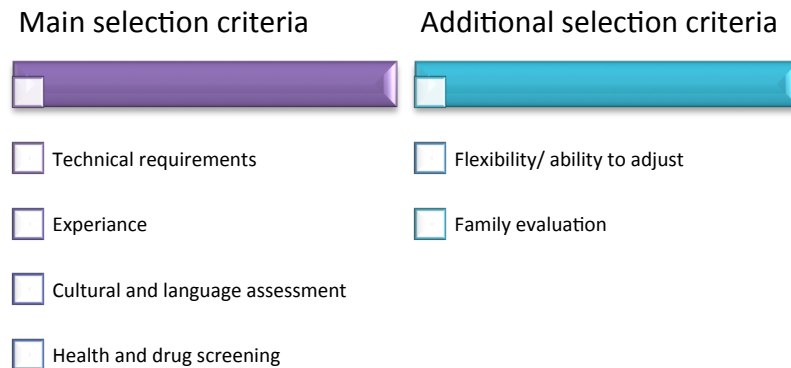 Main selection criteria
Technical requirements
Experiance
Cultural and language assessment
Health and drug screening
Additional selection criteria
Flexibility/ ability to adjust
Family evaluation